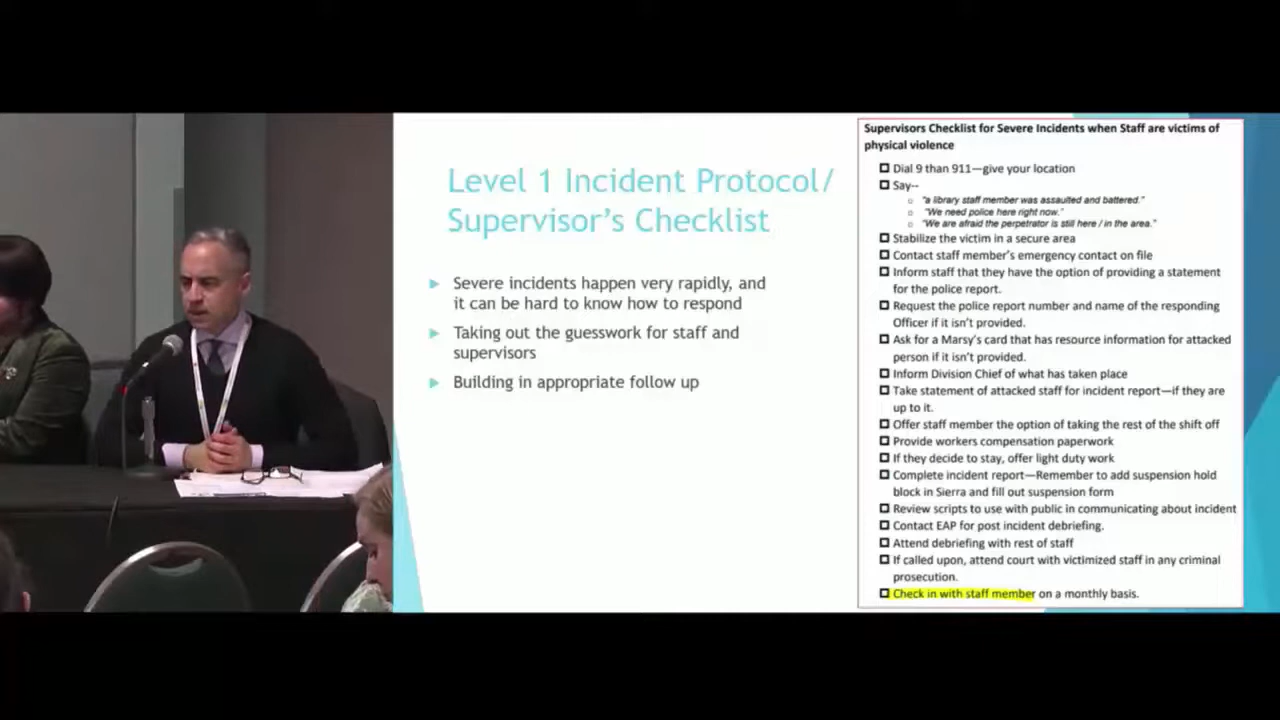 Level 1 Incident Protocol/
Supervisor's Checklist
Severe incidents happen very rapidly, and
it can be hard to know how to respond
Taking out the guesswork for staff and
supervisors
Building in appropriate follow up
Supervisors Checklist for Severe Incidents when Staff are victims of
physical violence
Dial 9 than 911—give your location
Say--
"a library staff member was assaulted and battered."
"We need police here right now."
"We are afraid the perpetrator is still here / in the area."
Stabilize the victim in a secure area
Contact staff member's emergency contact on file
Inform staff that they have the option of providing a statement
for the police report.
Request the police report number and name of the responding
Officer if it isn't provided.
Ask for a Marsy's card that has resource information for attacked
person if it isn't provided.
Inform Division Chief of what has taken place
Take statement of attacked staff for incident report—if they are
up to it.
Offer staff member the option of taking the rest of the shift off
Provide workers compensation paperwork
If they decide to stay, offer light duty work
Complete incident report—Remember to add suspension hold
block in Sierra and fill out suspension form
Review scripts to use with public in communicating about incident
Contact EAP for post incident debriefing.
Attend debriefing with rest of staff
If called upon, attend court with victimized staff in any criminal
prosecution.
Check in with staff member on a monthly basis.